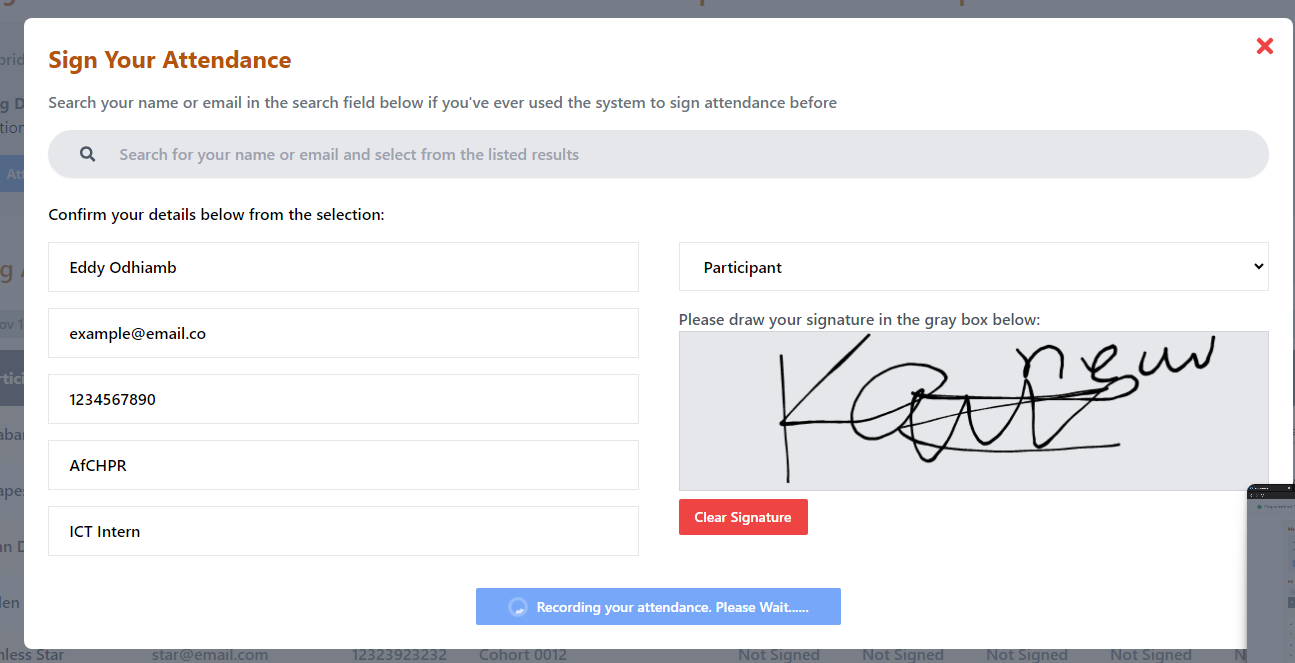 Sign Your Attendance
Search your name or email in the search field below if you've ever used the system to sign attendance before
Search for your name or email and select from the listed results
Confirm your details below from the selection:
Eddy Odhiamb
Participant
example@email.co
Please draw your signature in the gray box below:
1234567890
AfCHPR
Clear Signature
ICT Intern
Recording your attendance. Please Wait......
nless Star star@email.com 12323923232 Cohort 0012 Not Signed Not Signed Not Signed Not Signed N